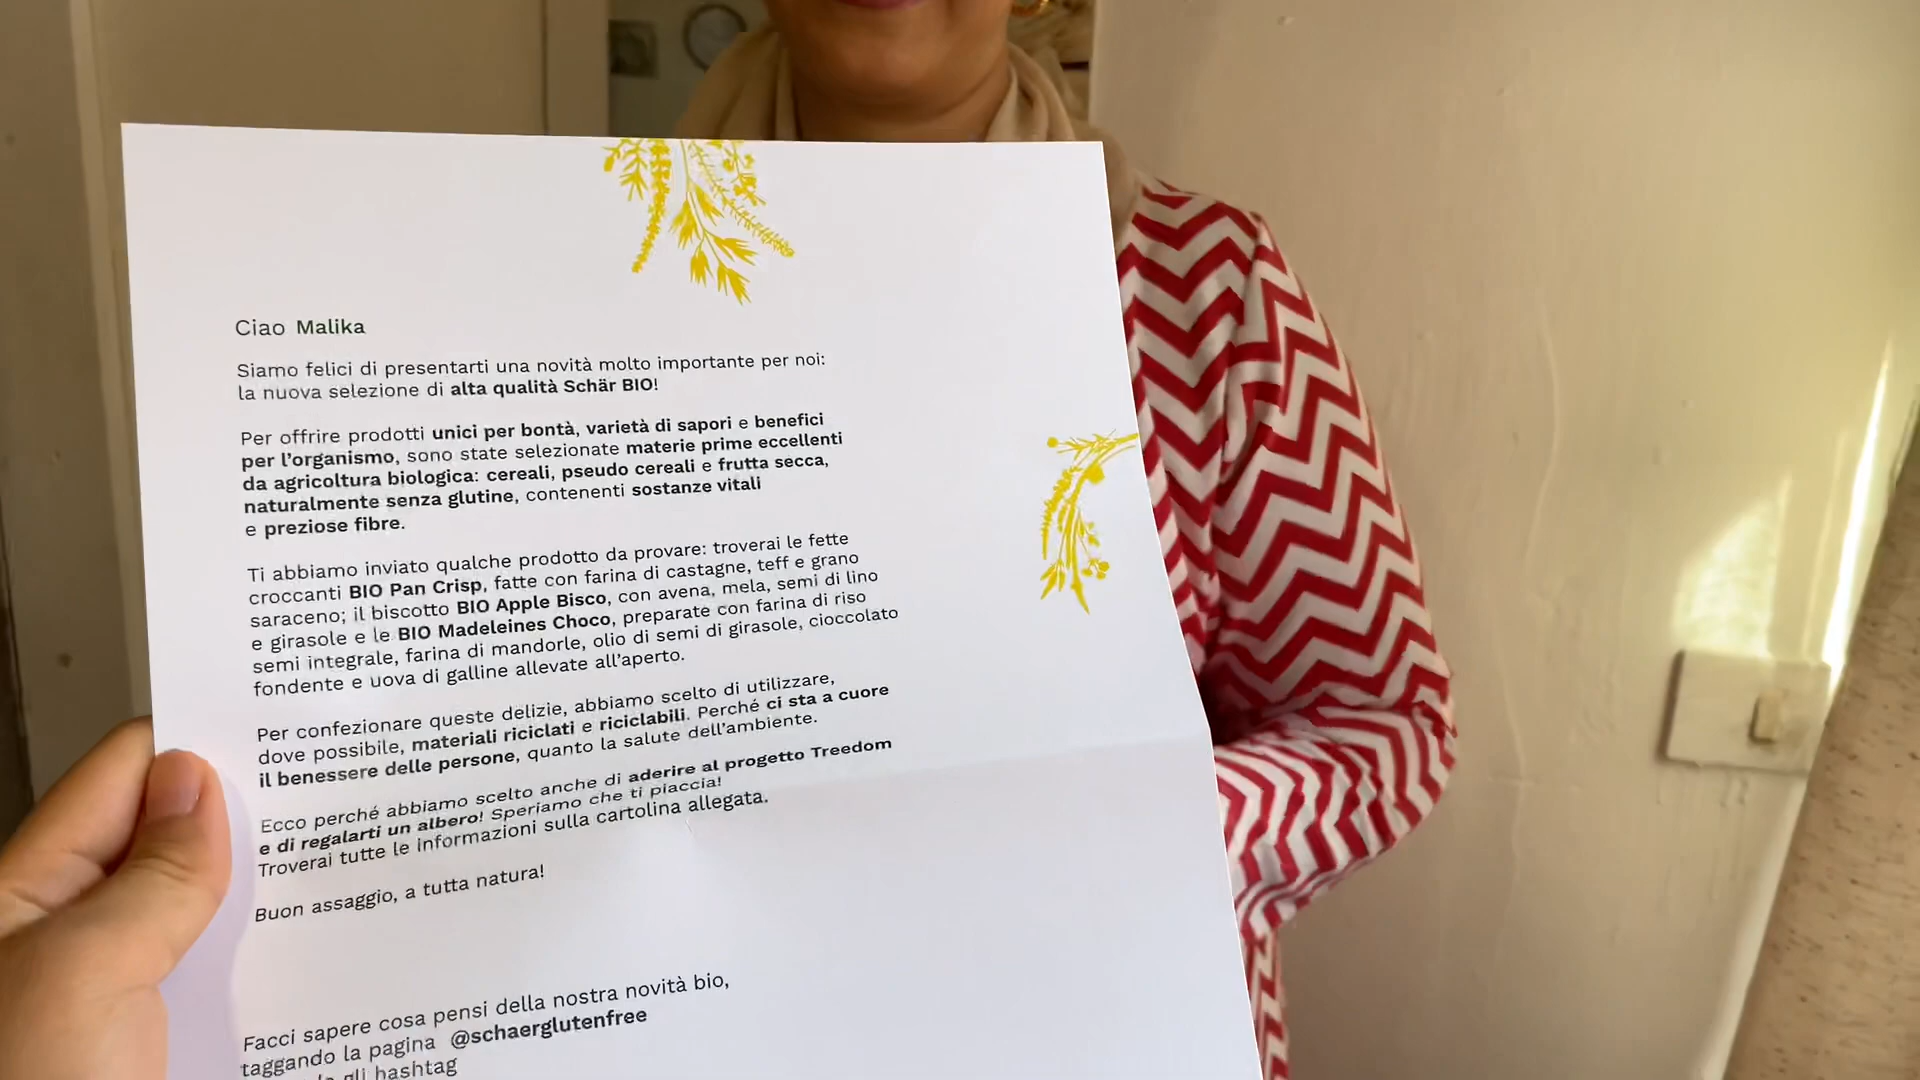 Ciao Malika
Siamo felici di presentarti una novità molto importante per noi:
la nuova selezione di alta qualità Schär BIO!
Per offrire prodotti unici per bontà, varietà di sapori e benefici
per l'organismo, sono state selezionate materie prime eccellenti
da agricoltura biologica: cereali, pseudo cereali e frutta secca,
naturalmente senza glutine, contenenti sostanze vitali
e preziose fibre.
Ti abbiamo inviato qualche prodotto da provare: troverai le fette
croccanti BIO Pan Crisp, fatte con farina di castagne, teff e grano
saraceno; il biscotto BIO Apple Bisco, con avena, mela, semi di lino
e girasole e le BIO Madeleines Choco, preparate con farina di riso
semi integrale, farina di mandorle, olio di semi di girasole, cioccolato
fondente e uova di galline allevate all'aperto.
Per confezionare queste delizie, abbiamo scelto di utilizzare,
dove possibile, materiali riciclati e riciclabili. Perché ci sta a cuore
il benessere delle persone, quanto la salute dell'ambiente.
Ecco perché abbiamo scelto anche di aderire al progetto Treedom
e di regalarti un albero! Speriamo che ti piaccia!
Troverai tutte le informazioni sulla cartolina allegata.
Buon assaggio, a tutta natura!
Facci sapere cosa pensi della nostra novità bio,
taggando la pagina @schaerglutenfree
gli hashtag